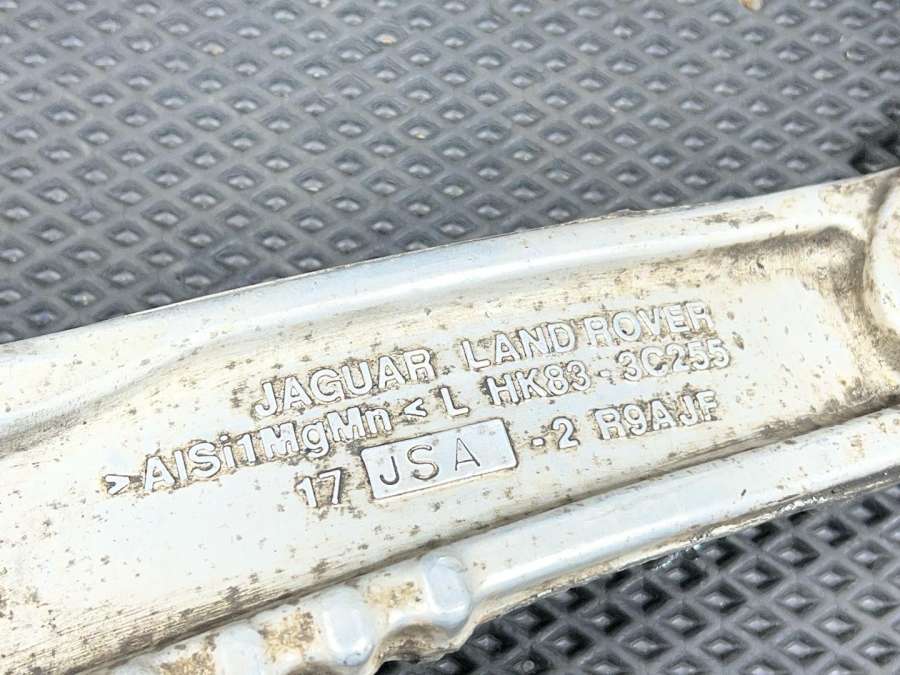 JAGUAR LAND ROVER
>AlSi1MgMn< L HK83-3C255
17 JSA -2 R9AJF